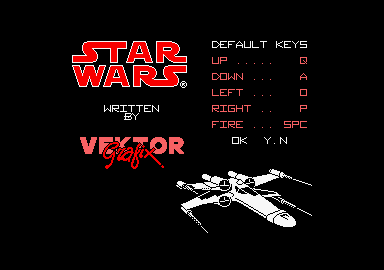 STAR
WARS®
WRITTEN
BY
VEKTOR
Grafix
DEFAULT KEYS
UP ..... Q
DOWN ... A
LEFT ... O
RIGHT .. P
FIRE ... SPC
OK Y.N